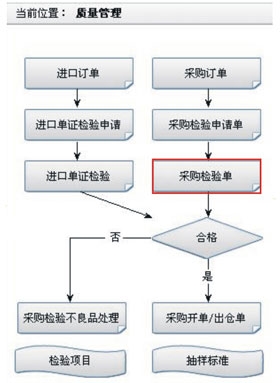 当前位置： 质量管理
进口订单
采购订单
进口单证检验申请
采购检验申请单
进口单证检验
采购检验单
合格
否
是
采购检验不良品处理
采购开单/出仓单
检验项目
抽样标准